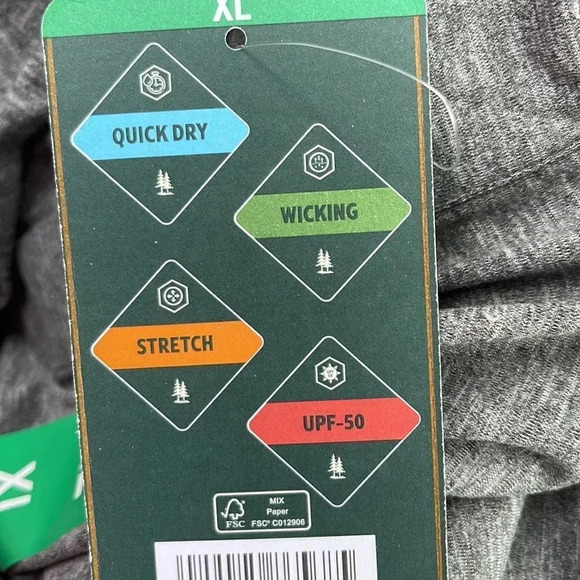 XL
QUICK DRY
WICKING
STRETCH
UPF-50
FSC
MIX
Paper
FSC® C012906